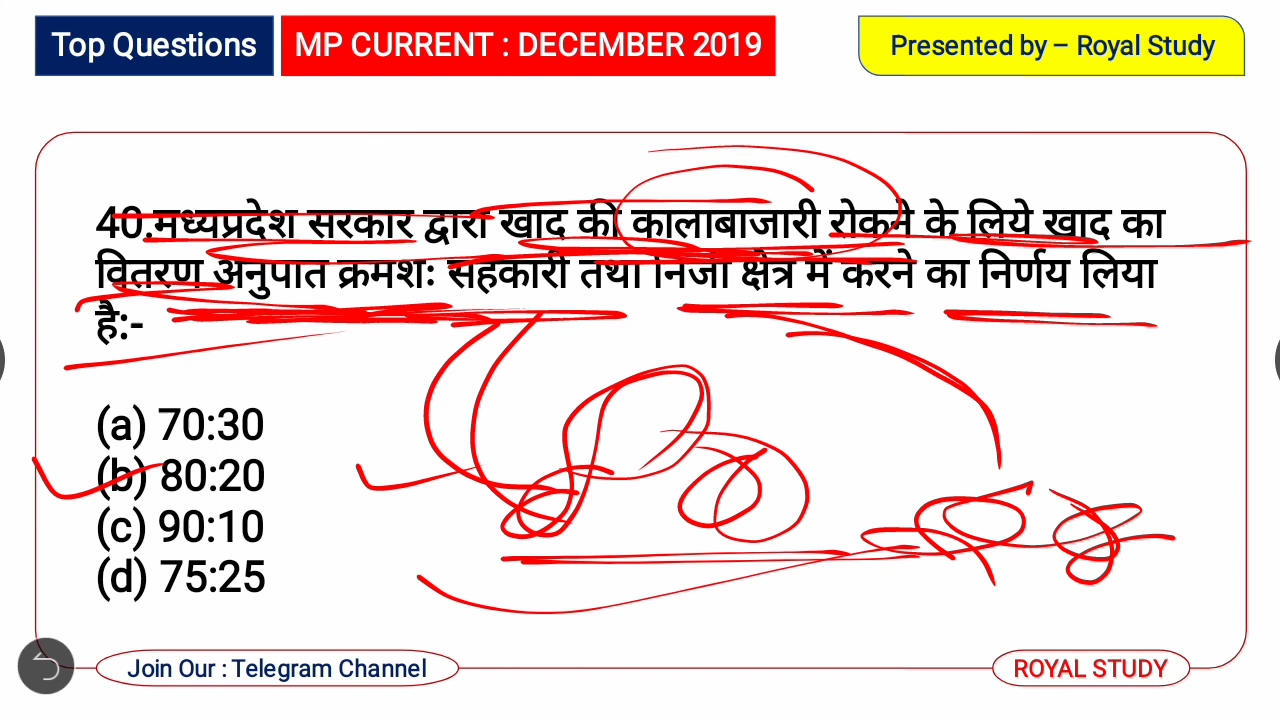 Top Questions
MP CURRENT : DECEMBER 2019
Presented by – Royal Study
40.मध्यप्रदेश सरकार द्वारा खाद की कालाबाजारी रोकने के लिये खाद का
वितरण अनुपात क्रमशः सहकारी तथा निजी क्षेत्र में करने का निर्णय लिया
है:-
(a) 70:30
(b) 80:20
(c) 90:10
(d) 75:25
Join Our : Telegram Channel
ROYAL STUDY